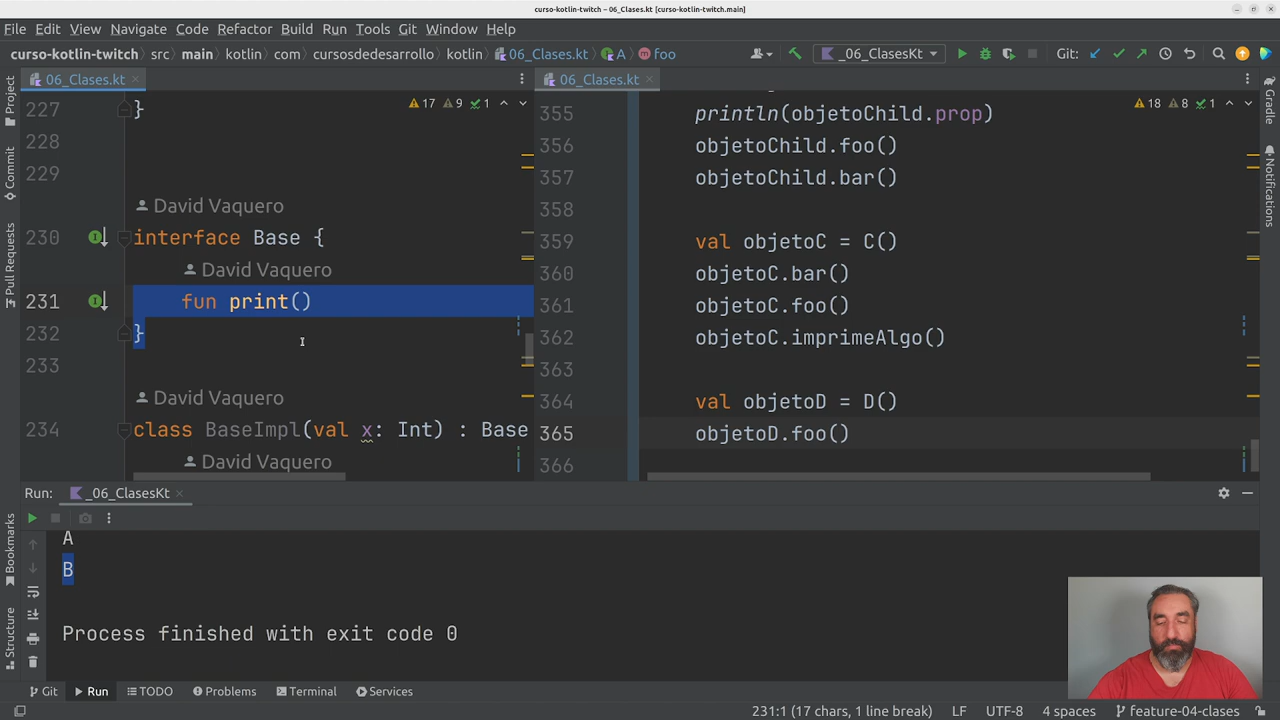 curso-kotlin-twitch – 06_Clases.kt [curso-kotlin-twitch.main]
File Edit View Navigate Code Refactor Build Run Tools Git Window Help
curso-kotlin-twitch src main kotlin com cursosdedesarrollo kotlin 06_Clases.kt A foo _06_ClasesKt Git:
Project
Commit
Pull Requests
Bookmarks
Structure
06_Clases.kt
17 9 1
227 }
228
229
David Vaquero
230 interface Base {
David Vaquero
231 fun print()
232 }
233
David Vaquero
234 class BaseImpl(val x: Int) : Base
David Vaquero
06_Clases.kt
18 8 1
355 println(objetoChild.prop)
356 objetoChild.foo()
357 objetoChild.bar()
358
359 val objetoC = C()
360 objetoC.bar()
361 objetoC.foo()
362 objetoC.imprimeAlgo()
363
364 val objetoD = D()
365 objetoD.foo()
366
Gradle
Notifications
Run: _06_ClasesKt
A
B
Process finished with exit code 0
Git Run TODO Problems Terminal Services
231:1 (17 chars, 1 line break) LF UTF-8 4 spaces feature-04-clases